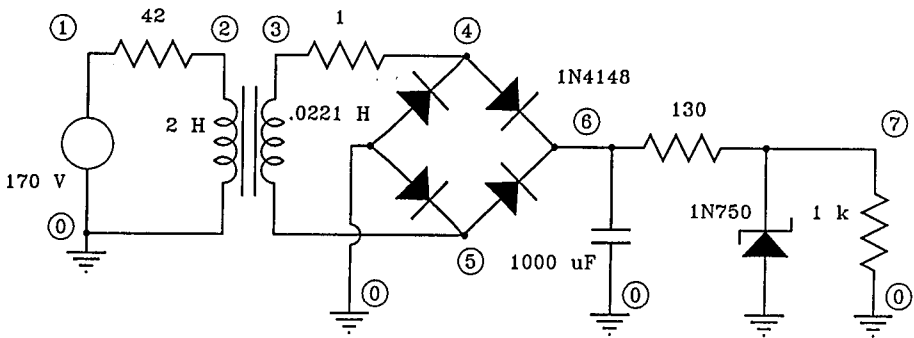 42
1
① ② ③ ④
1N4148
2 H
.0221 H
⑥
130
⑦
170 V
⓪
1N750
1 k
⑤
1000 uF
⓪
⓪
⓪